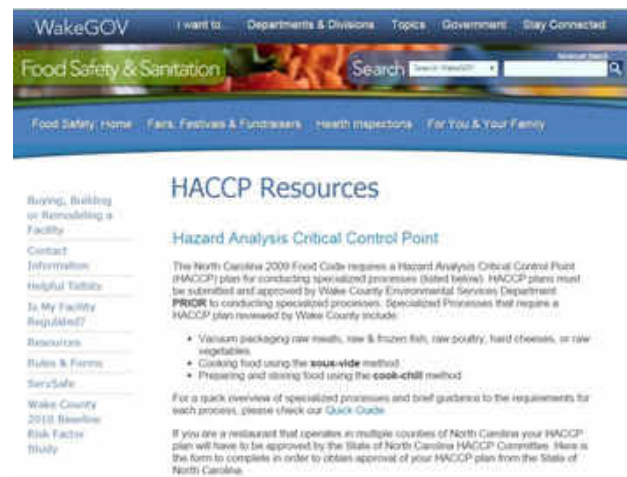 WakeGOV
I want to... Departments & Divisions Topics Government Stay Connected
Food Safety & Sanitation
Search Search WakeGOV
Advanced Search
Food Safety: Home Fairs, Festivals & Fundraisers Health Inspections For You & Your Family
HACCP Resources
Buying, Building
or Remodeling a
Facility
Contact
Information
Helpful Tidbits
Is My Facility
Regulated?
Resources
Rules & Forms
ServSafe
Wake County
2010 Baseline
Risk Factor
Study
Hazard Analysis Critical Control Point
The North Carolina 2009 Food Code requires a Hazard Analysis Critical Control Point
(HACCP) plan for conducting specialized processes (listed below). HACCP plans must
be submitted and approved by Wake County Environmental Services Department
PRIOR to conducting specialized processes. Specialized Processes that require a
HACCP plan reviewed by Wake County include:
• Vacuum packaging raw meats, raw & frozen fish, raw poultry, hard cheeses, or raw
vegetables.
• Cooking food using the sous-vide method
• Preparing and storing food using the cook-chill method
For a quick overview of specialized processes and brief guidance to the requirements for
each process, please check our Quick Guide.
If you are a restaurant that operates in multiple counties of North Carolina your HACCP
plan will have to be approved by the State of North Carolina HACCP Committee. Here is
the form to complete in order to obtain approval of your HACCP plan from the State of
North Carolina.